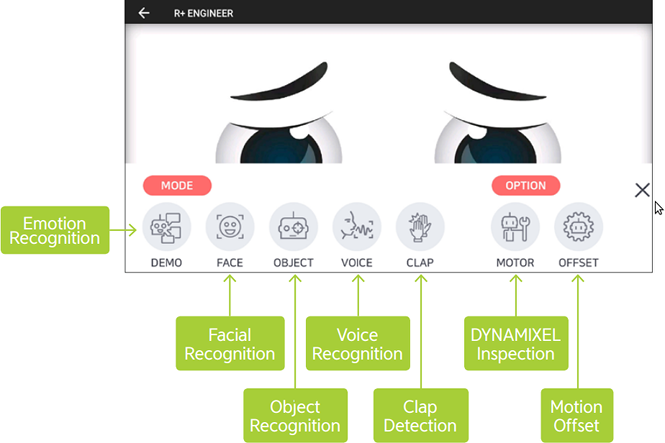 R+ ENGINEER
MODE
OPTION
Emotion
Recognition
DEMO
FACE
OBJECT
VOICE
CLAP
MOTOR
OFFSET
Facial
Recognition
Voice
Recognition
DYNAMIXEL
Inspection
Object
Recognition
Clap
Detection
Motion
Offset